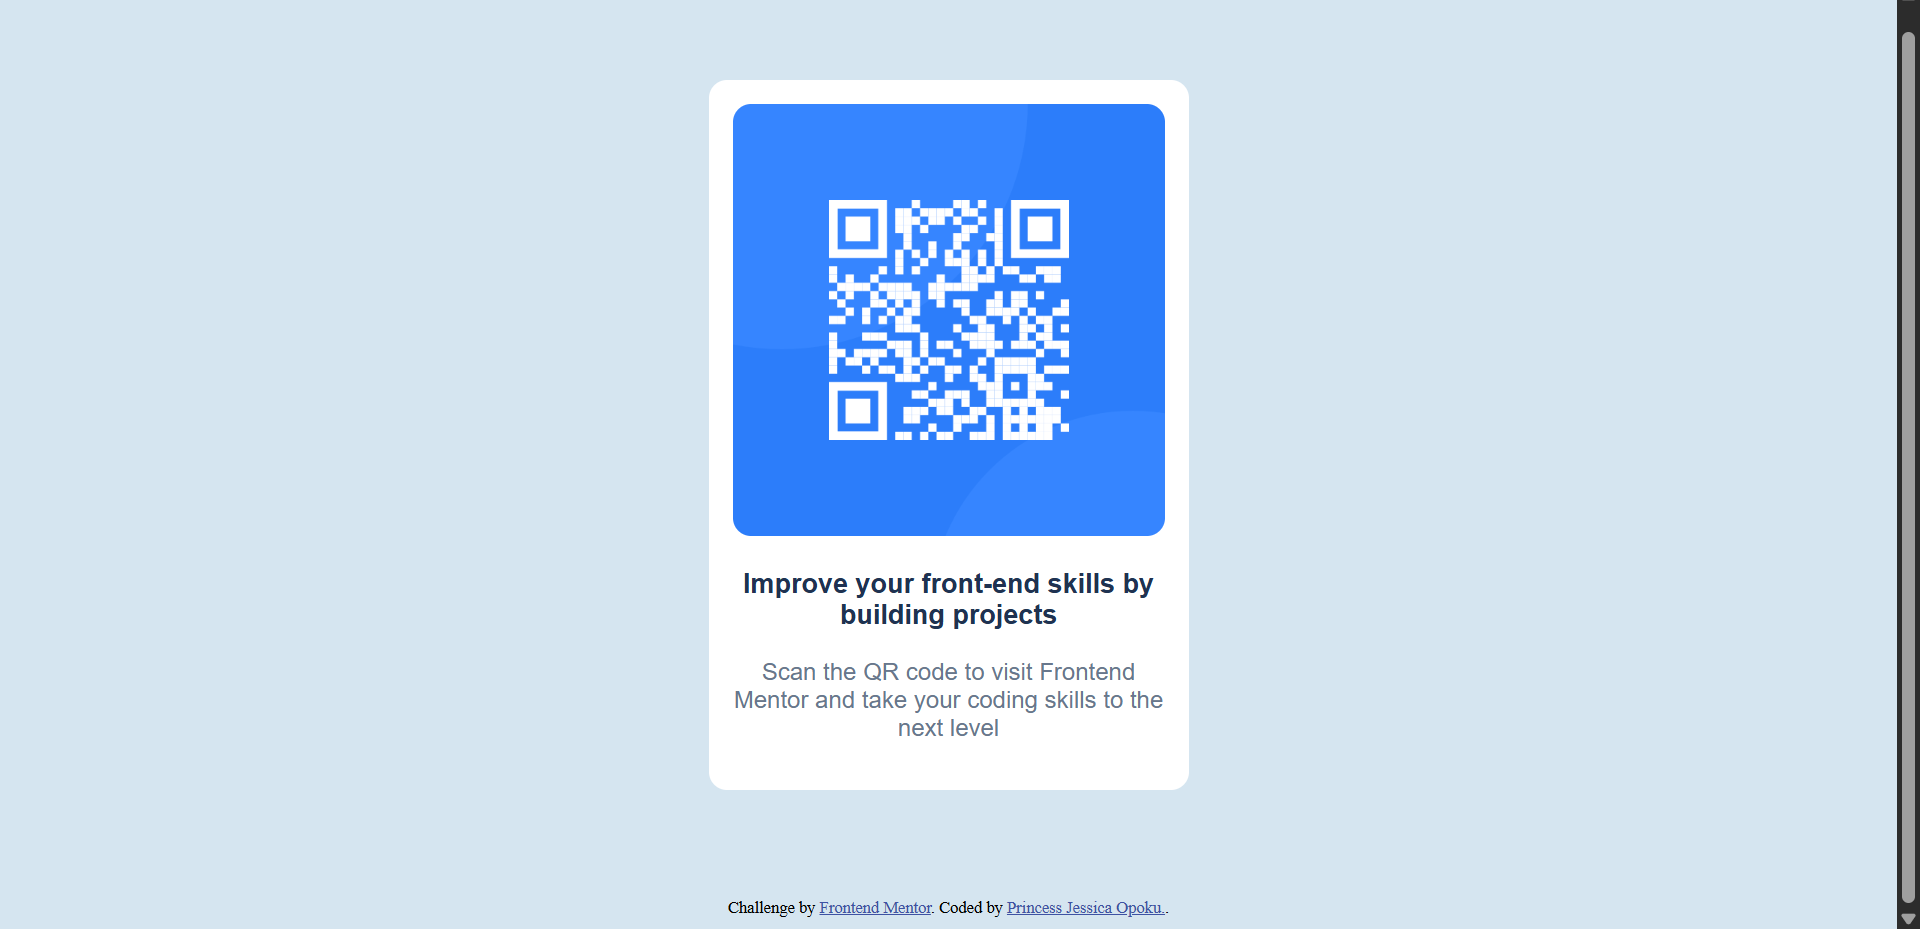 Improve your front-end skills by
building projects
Scan the QR code to visit Frontend
Mentor and take your coding skills to the
next level
Challenge by Frontend Mentor. Coded by Princess Jessica Opoku..